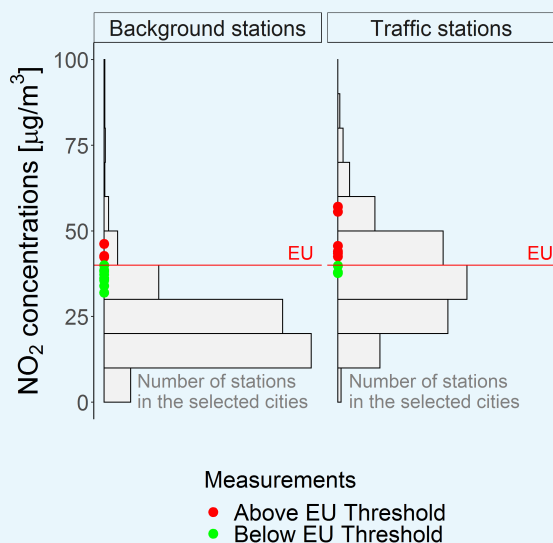 Background stations
Traffic stations
NO2 concentrations [µg/m³]
100
75
50
25
0
EU
EU
Number of stations
in the selected cities
Number of stations
in the selected cities
Measurements
Above EU Threshold
Below EU Threshold